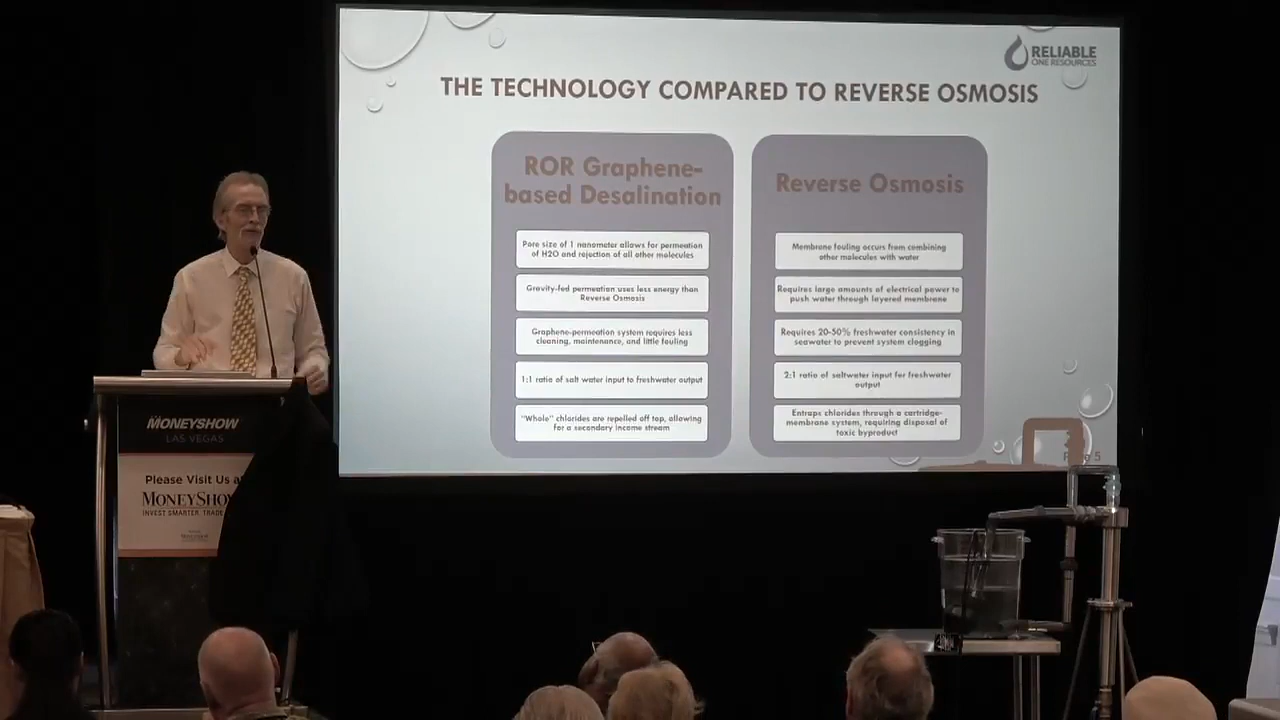 RELIABLE
ONE RESOURCES
THE TECHNOLOGY COMPARED TO REVERSE OSMOSIS
ROR Graphene-
based Desalination
Pore size of 1 nanometer allows for permeation
of H2O and rejection of all other molecules
Gravity-fed permeation uses less energy than
Reverse Osmosis
Graphene-permeation system requires less
cleaning, maintenance, and little fouling
1:1 ratio of salt water input to freshwater output
"Whole" chlorides are repelled off top, allowing
for a secondary income stream
Reverse Osmosis
Membrane fouling occurs from combining
other molecules with water
Requires large amounts of electrical power to
push water through layered membrane
Requires 20-50% freshwater consistency in
seawater to prevent system clogging
2:1 ratio of saltwater input for freshwater
output
Entraps chlorides through a cartridge-
membrane system, requiring disposal of
toxic byproduct
5
MONEYSHOW
LAS VEGAS
Please Visit Us a
MONEYSHO
INVEST SMARTER, TRADE